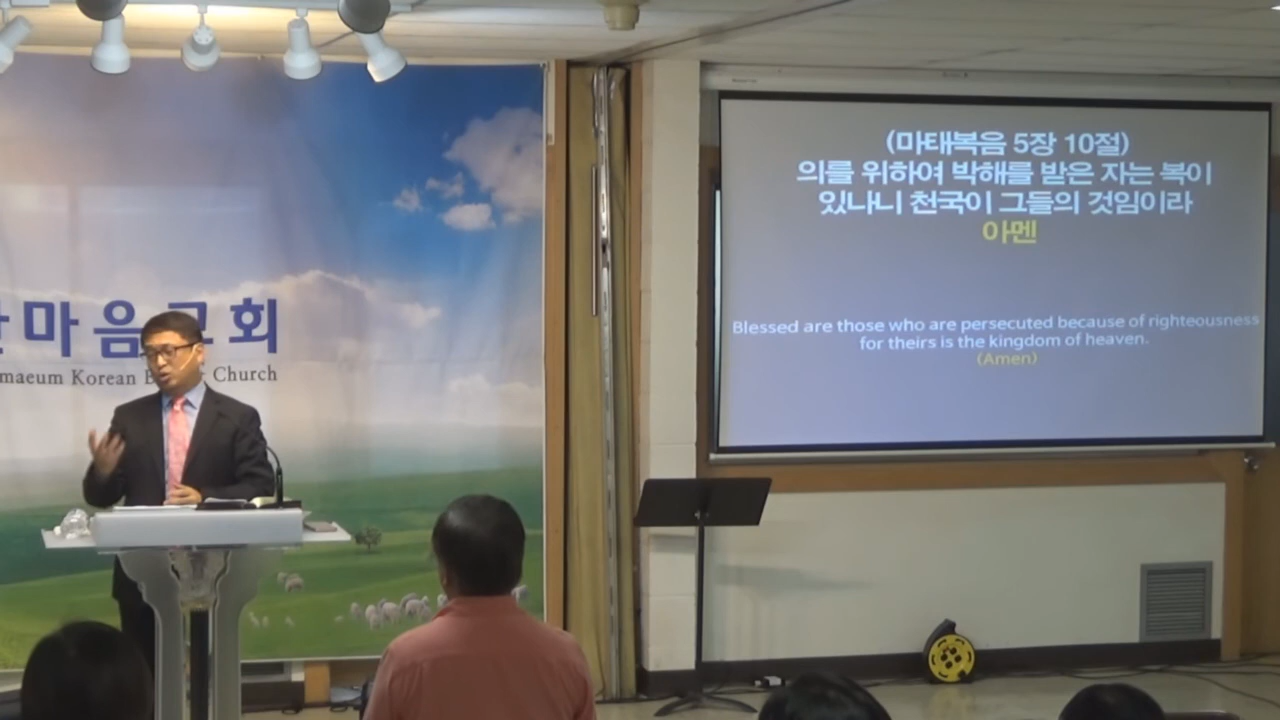 마음교회
Korean Church
(마태복음 5장 10절)
의를 위하여 박해를 받은 자는 복이
있나니 천국이 그들의 것임이라
아멘
Blessed are those who are persecuted because of righteousness
for theirs is the kingdom of heaven.
(Amen)